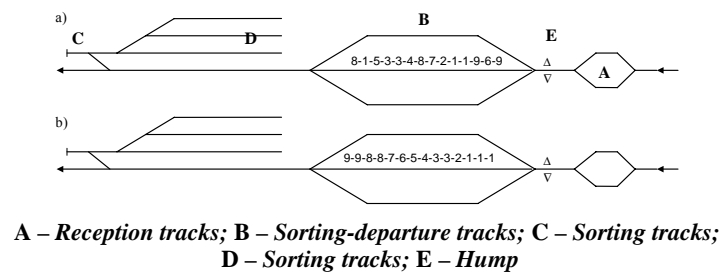 a)
C
D
B
E
8-1-5-3-3-4-8-7-2-1-1-9-6-9
Δ
∇
A
b)
9-9-8-8-7-6-5-4-3-3-2-1-1-1
Δ
∇
A – Reception tracks; B – Sorting-departure tracks; C – Sorting tracks;
D – Sorting tracks; E – Hump